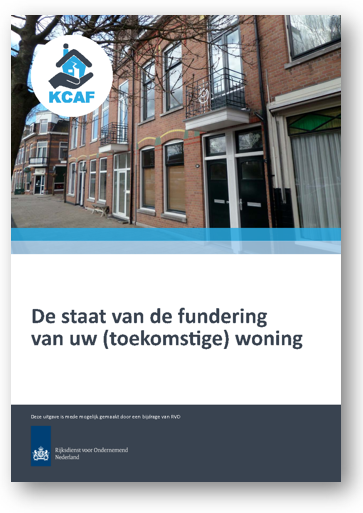 KCAF
De staat van de fundering
van uw (toekomstige) woning
Deze uitgave is mede mogelijk gemaakt door een bijdrage van RVO:
Rijksdienst voor Ondernemend
Nederland